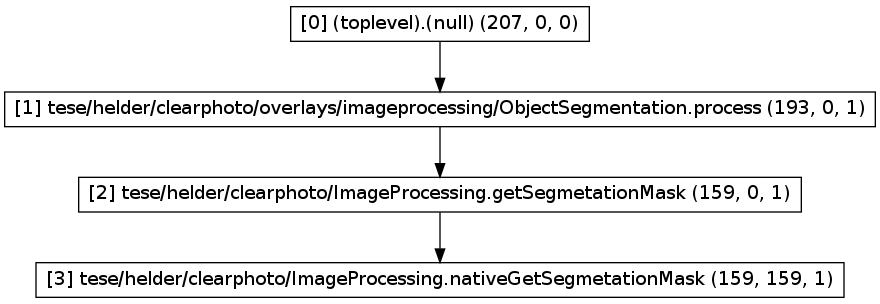 [0] (toplevel).(null) (207, 0, 0)
[1] tese/helder/clearphoto/overlays/imageprocessing/ObjectSegmentation.process (193, 0, 1)
[2] tese/helder/clearphoto/ImageProcessing.getSegmetationMask (159, 0, 1)
[3] tese/helder/clearphoto/ImageProcessing.nativeGetSegmetationMask (159, 159, 1)